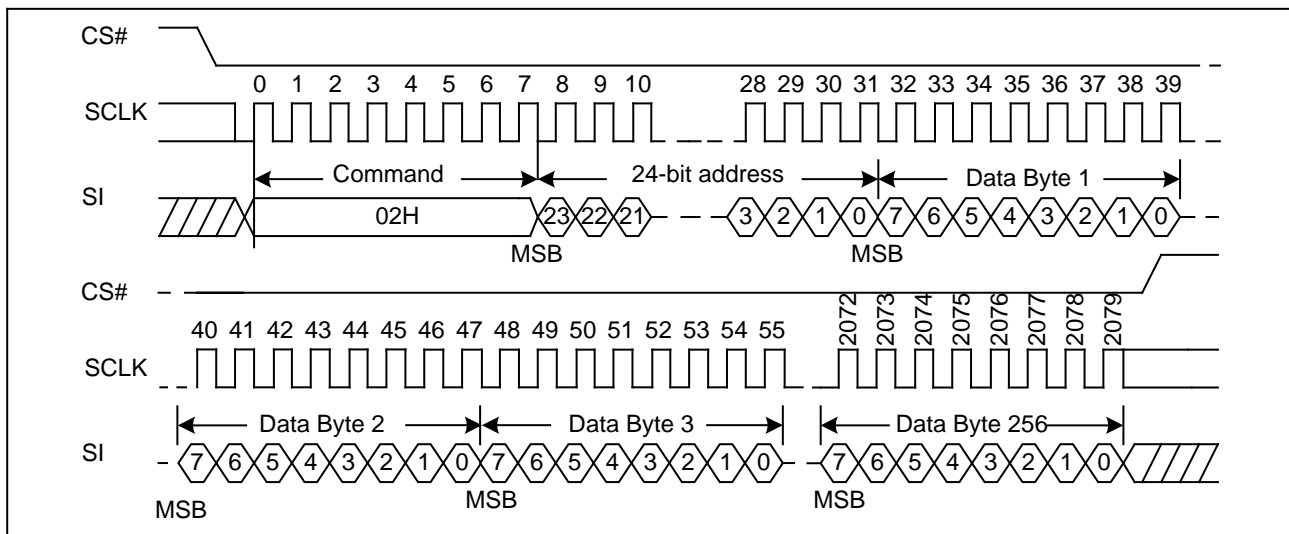 CS#
0 1 2 3 4 5 6 7 8 9 10 28 29 30 31 32 33 34 35 36 37 38 39
SCLK
Command 24-bit address Data Byte 1
SI
02H 23 22 21 3 2 1 0 7 6 5 4 3 2 1 0
MSB MSB
CS#
40 41 42 43 44 45 46 47 48 49 50 51 52 53 54 55 2072 2073 2074 2075 2076 2077 2078 2079
SCLK
Data Byte 2 Data Byte 3 Data Byte 256
SI
7 6 5 4 3 2 1 0 7 6 5 4 3 2 1 0 7 6 5 4 3 2 1 0
MSB MSB MSB